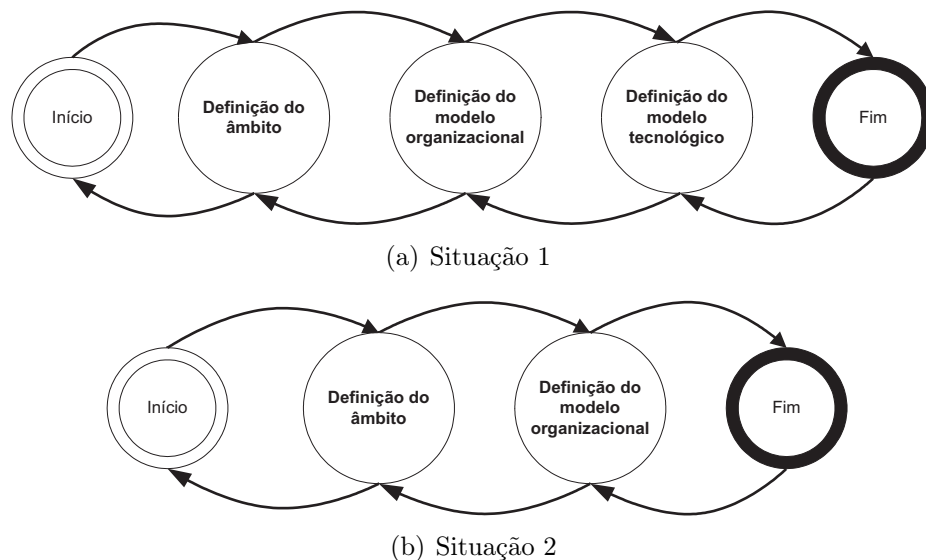 Início
Definição do
âmbito
Definição do
modelo
organizacional
Definição do
modelo
tecnológico
Fim
(a) Situação 1
Início
Definição do
âmbito
Definição do
modelo
organizacional
Fim
(b) Situação 2